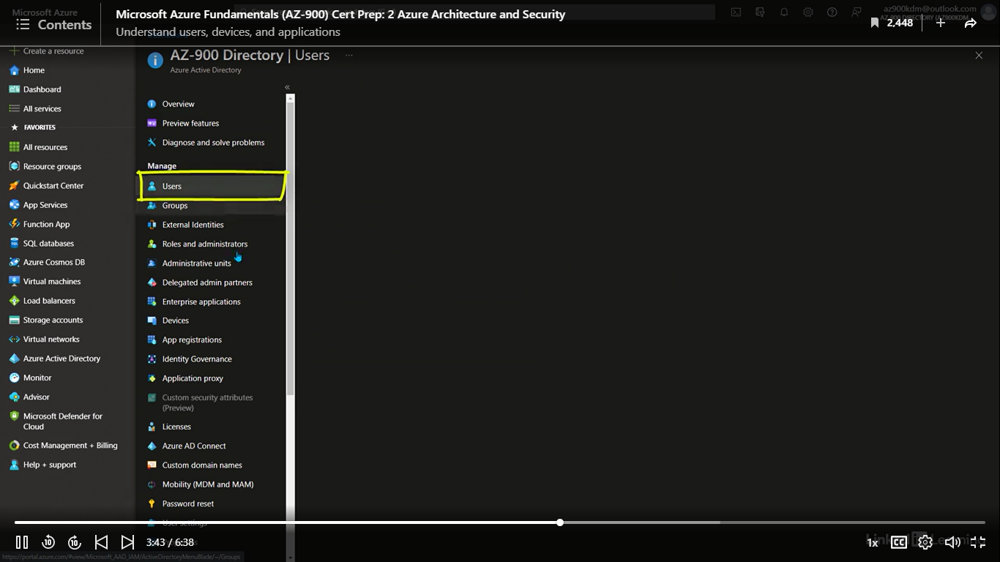 Microsoft Azure
Contents
Microsoft Azure Fundamentals (AZ-900) Cert Prep: 2 Azure Architecture and Security
Understand users, devices, and applications
az900kdm@outlook.com
2,448
Create a resource
Home
Dashboard
All services
FAVORITES
All resources
Resource groups
Quickstart Center
App Services
Function App
SQL databases
Azure Cosmos DB
Virtual machines
Load balancers
Storage accounts
Virtual networks
Azure Active Directory
Monitor
Advisor
Microsoft Defender for
Cloud
Cost Management + Billing
Help + support
AZ-900 Directory | Users
...
Azure Active Directory
«
Overview
Preview features
Diagnose and solve problems
Manage
Users
Groups
External Identities
Roles and administrators
Administrative units
Delegated admin partners
Enterprise applications
Devices
App registrations
Identity Governance
Application proxy
Custom security attributes
(Preview)
Licenses
Azure AD Connect
Custom domain names
Mobility (MDM and MAM)
Password reset
User settings
10
10
3:43 / 6:38
1x
CC
Linked Learning
https://portal.azure.com/#view/Microsoft_AAD_IAM/ActiveDirectoryMenuBlade/~/Groups